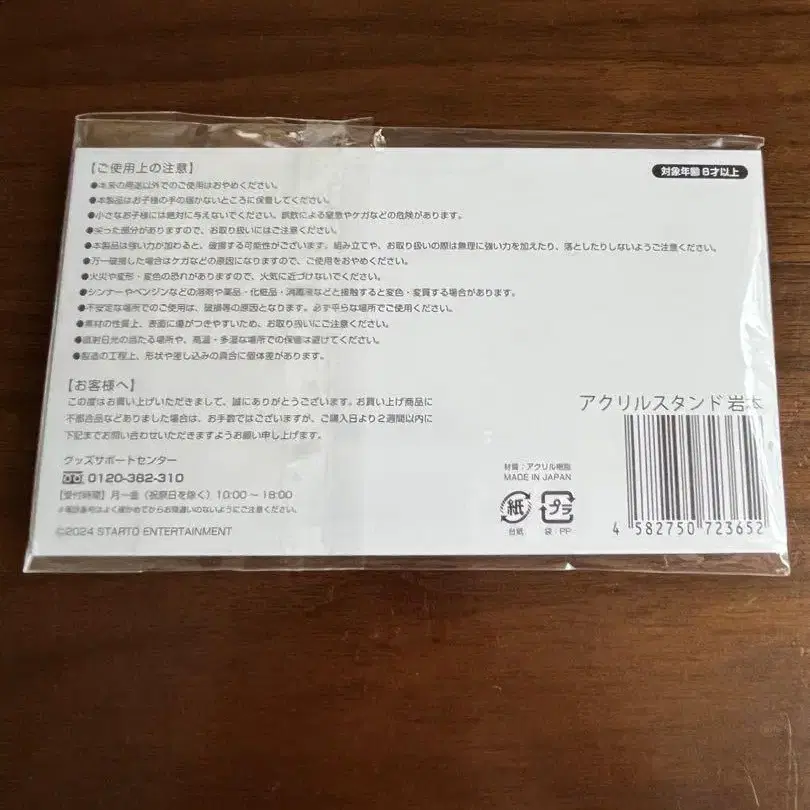 【ご使用上の注意】
対象年齢6才以上
●本来の用途以外でのご使用はおやめください。
●本製品はお子様の手の届かないところに保管してください。
●小さなお子様には絶対に与えないでください。誤飲による窒息やケガなどの危険があります。
●尖った部分がありますので、お取り扱いにはご注意ください。
●本製品は強い力が加わると、破損する可能性がございます。組み立てや、お取り扱いの際は無理に強い力を加えたり、落としたりしないようご注意ください。
●万一破損した場合はケガなどの原因になりますので、ご使用をおやめください。
●火災や変形・変色の恐れがありますので、火気に近づけないでください。
●シンナーやベンジンなどの溶剤や薬品・化粧品・消毒液などと接触すると変色・変質する場合があります。
●不安定な場所でのご使用は、破損等の原因となります。必ず平らな場所でご使用ください。
●素材の性質上、表面に傷がつきやすいため、お取り扱いにご注意ください。
●直射日光の当たる場所や、高温・多湿な場所での保管は避けてください。
●製造の工程上、形状や差し込みの具合に個体差があります。
【お客様へ】
この度はお買い上げいただきまして、誠にありがとうございます。お買い上げ商品に
不都合品などありました場合は、お手数ではございますが、ご購入日より2週間以内に
下記までお問い合わせいただきますようお願い申し上げます。
グッズサポートセンター
0120-362-310
【受付時間】月〜金（祝祭日を除く）10:00〜18:00
※電話番号はよく確かめてからお間違いのないようにご注意ください。
©2024 STARTO ENTERTAINMENT
アクリルスタンド 岩本
材質：アクリル樹脂
MADE IN JAPAN
紙
台紙
プラ
袋：PP
4 582750 723652